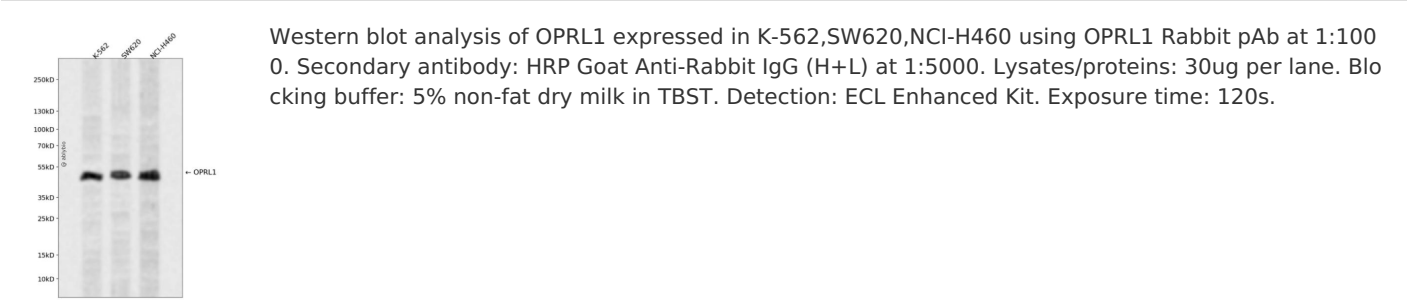 K-562
SW620
NCI-H460
250kD
130kD
100kD
70kD
55kD
35kD
25kD
15kD
10kD
← OPRL1
Western blot analysis of OPRL1 expressed in K-562,SW620,NCI-H460 using OPRL1 Rabbit pAb at 1:100
0. Secondary antibody: HRP Goat Anti-Rabbit IgG (H+L) at 1:5000. Lysates/proteins: 30ug per lane. Blo
cking buffer: 5% non-fat dry milk in TBST. Detection: ECL Enhanced Kit. Exposure time: 120s.